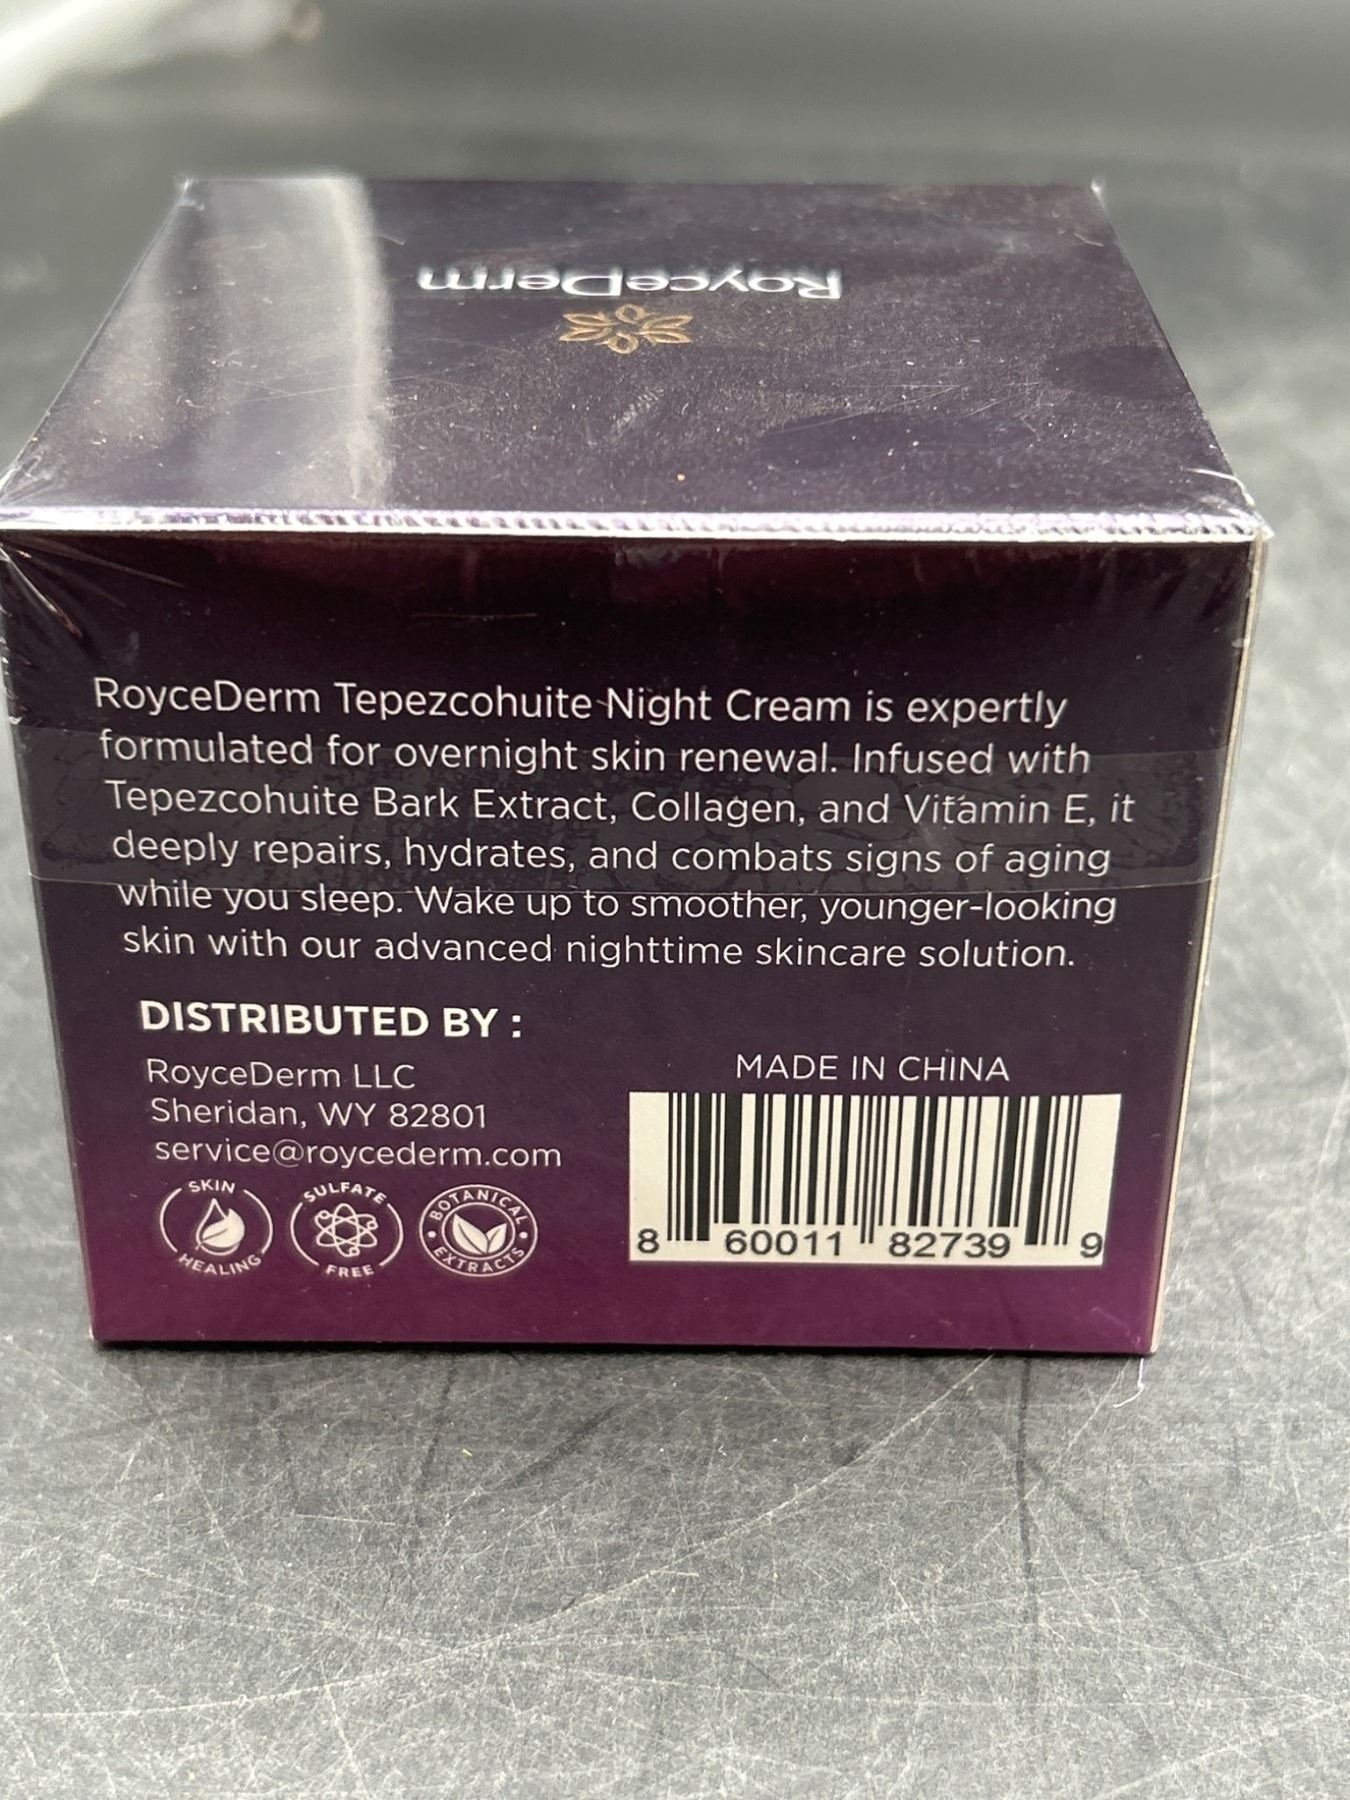 RoyceDerm
RoyceDerm Tepezcohuite Night Cream is expertly
formulated for overnight skin renewal. Infused with
Tepezcohuite Bark Extract, Collagen, and Vitamin E, it
deeply repairs, hydrates, and combats signs of aging
while you sleep. Wake up to smoother, younger-looking
skin with our advanced nighttime skincare solution.
DISTRIBUTED BY :
RoyceDerm LLC
Sheridan, WY 82801
service@roycederm.com
SKIN
HEALING
SULFATE
FREE
BOTANICAL
EXTRACTS
MADE IN CHINA
8 60011 82739 9